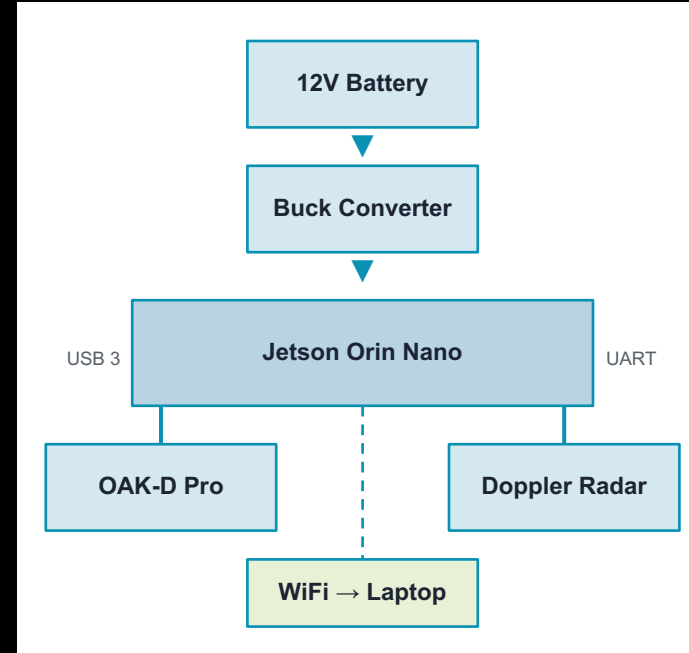 12V Battery
Buck Converter
USB 3
Jetson Orin Nano
UART
OAK-D Pro
Doppler Radar
WiFi → Laptop